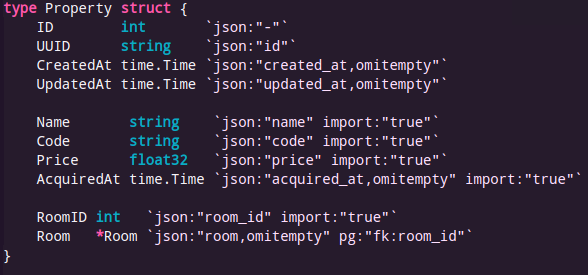 type Property struct {
    ID        int       `json:"-"`
    UUID      string    `json:"id"`
    CreatedAt time.Time `json:"created_at,omitempty"`
    UpdatedAt time.Time `json:"updated_at,omitempty"`

    Name       string    `json:"name" import:"true"`
    Code       string    `json:"code" import:"true"`
    Price      float32   `json:"price" import:"true"`
    AcquiredAt time.Time `json:"acquired_at,omitempty" import:"true"`

    RoomID int   `json:"room_id" import:"true"`
    Room   *Room `json:"room,omitempty" pg:"fk:room_id"`
}